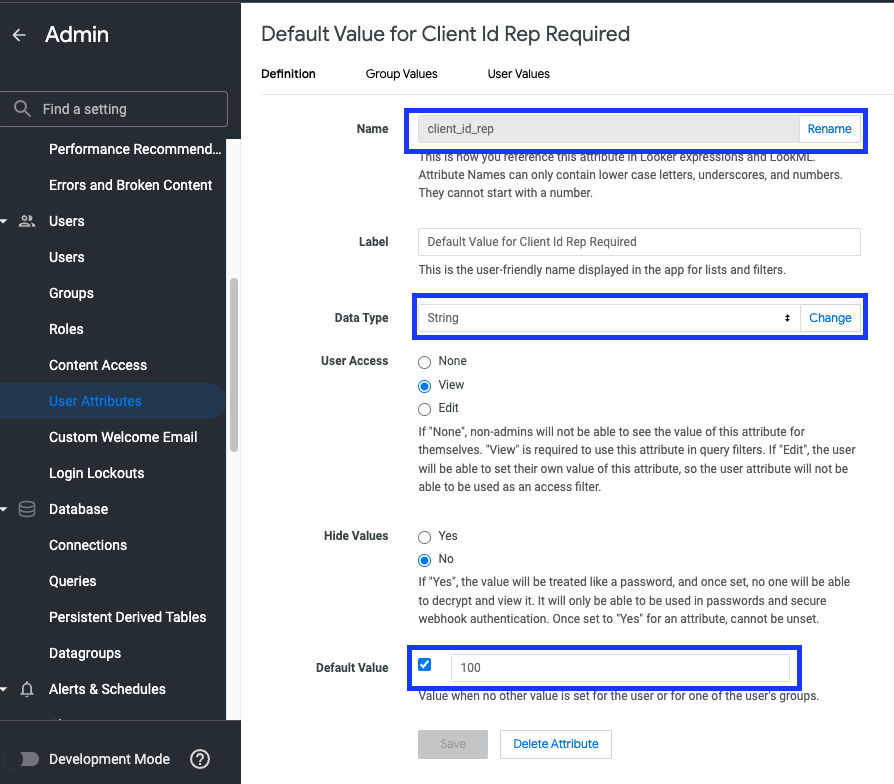 Admin
Find a setting
Performance Recommend...
Errors and Broken Content
Users
Users
Groups
Roles
Content Access
User Attributes
Custom Welcome Email
Login Lockouts
Database
Connections
Queries
Persistent Derived Tables
Datagroups
Alerts & Schedules
Development Mode
Default Value for Client Id Rep Required
Definition Group Values User Values
Name client_id_rep Rename
This is how you reference this attribute in Looker expressions and LookML.
Attribute Names can only contain lower case letters, underscores, and numbers.
They cannot start with a number.
Label Default Value for Client Id Rep Required
This is the user-friendly name displayed in the app for lists and filters.
Data Type String Change
User Access None
View
Edit
If "None", non-admins will not be able to see the value of this attribute for
themselves. "View" is required to use this attribute in query filters. If "Edit", the user
will be able to set their own value of this attribute, so the user attribute will not be
able to be used as an access filter.
Hide Values Yes
No
If "Yes", the value will be treated like a password, and once set, no one will be able
to decrypt and view it. It will only be able to be used in passwords and secure
webhook authentication. Once set to "Yes" for an attribute, cannot be unset.
Default Value 100
Value when no other value is set for the user or for one of the user's groups.
Save Delete Attribute